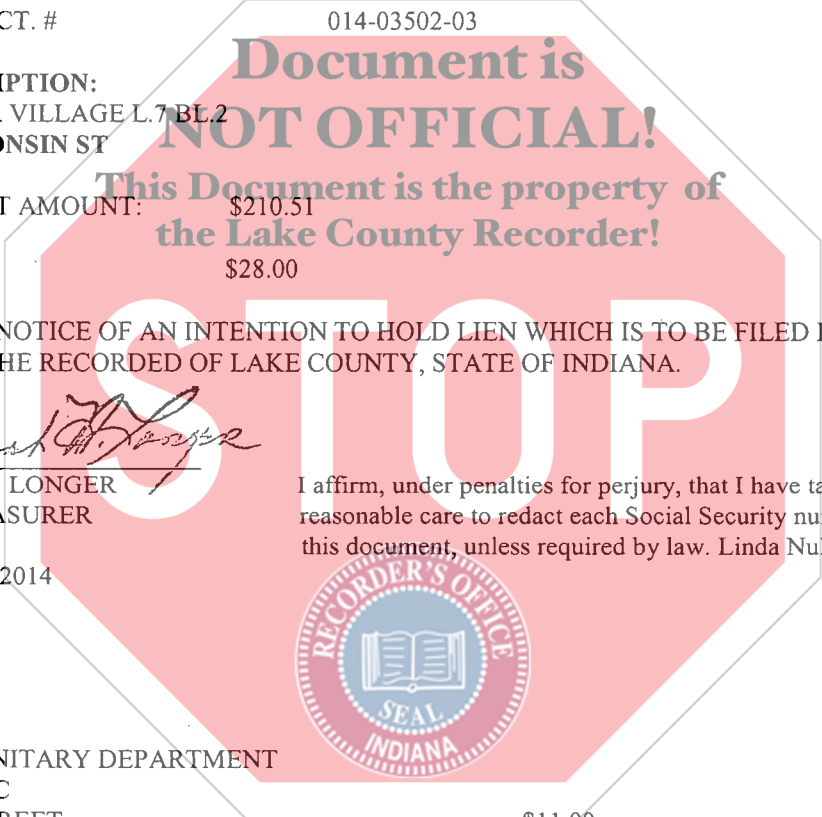 CT. # 014-03502-03
Document is
IPTION:
VILLAGE L.7 BL.2
NOT OFFICIAL!
ONSIN ST
This Document is the property of
T AMOUNT: $210.51
the Lake County Recorder!
$28.00
NOTICE OF AN INTENTION TO HOLD LIEN WHICH IS TO BE FILED I
HE RECORDED OF LAKE COUNTY, STATE OF INDIANA.
STOP
LONGER
ASURER
I affirm, under penalties for perjury, that I have ta
reasonable care to redact each Social Security nu
this document, unless required by law. Linda Nu
2014
RECORDER'S OFFICE
SEAL
INDIANA
NITARY DEPARTMENT
C
REET $11.00